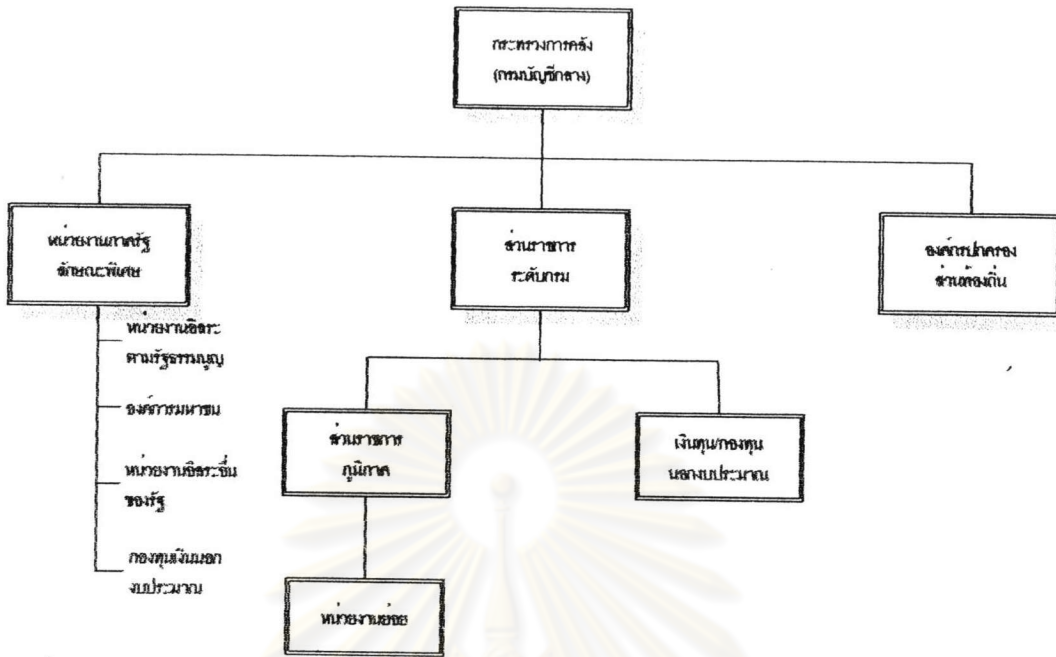 กระทรวงการคลัง
(กรมบัญชีกลาง)
หน่วยงานภาครัฐ
ลักษณะพิเศษ
ส่วนราชการ
ระดับกรม
องค์กรปกครอง
ส่วนท้องถิ่น
หน่วยงานอิสระ
ตามรัฐธรรมนูญ
องค์การมหาชน
หน่วยงานอิสระอื่น
ของรัฐ
กองทุนเงินนอก
งบประมาณ
ส่วนราชการ
ภูมิภาค
เงินทุน/กองทุน
นอกงบประมาณ
หน่วยงานย่อย